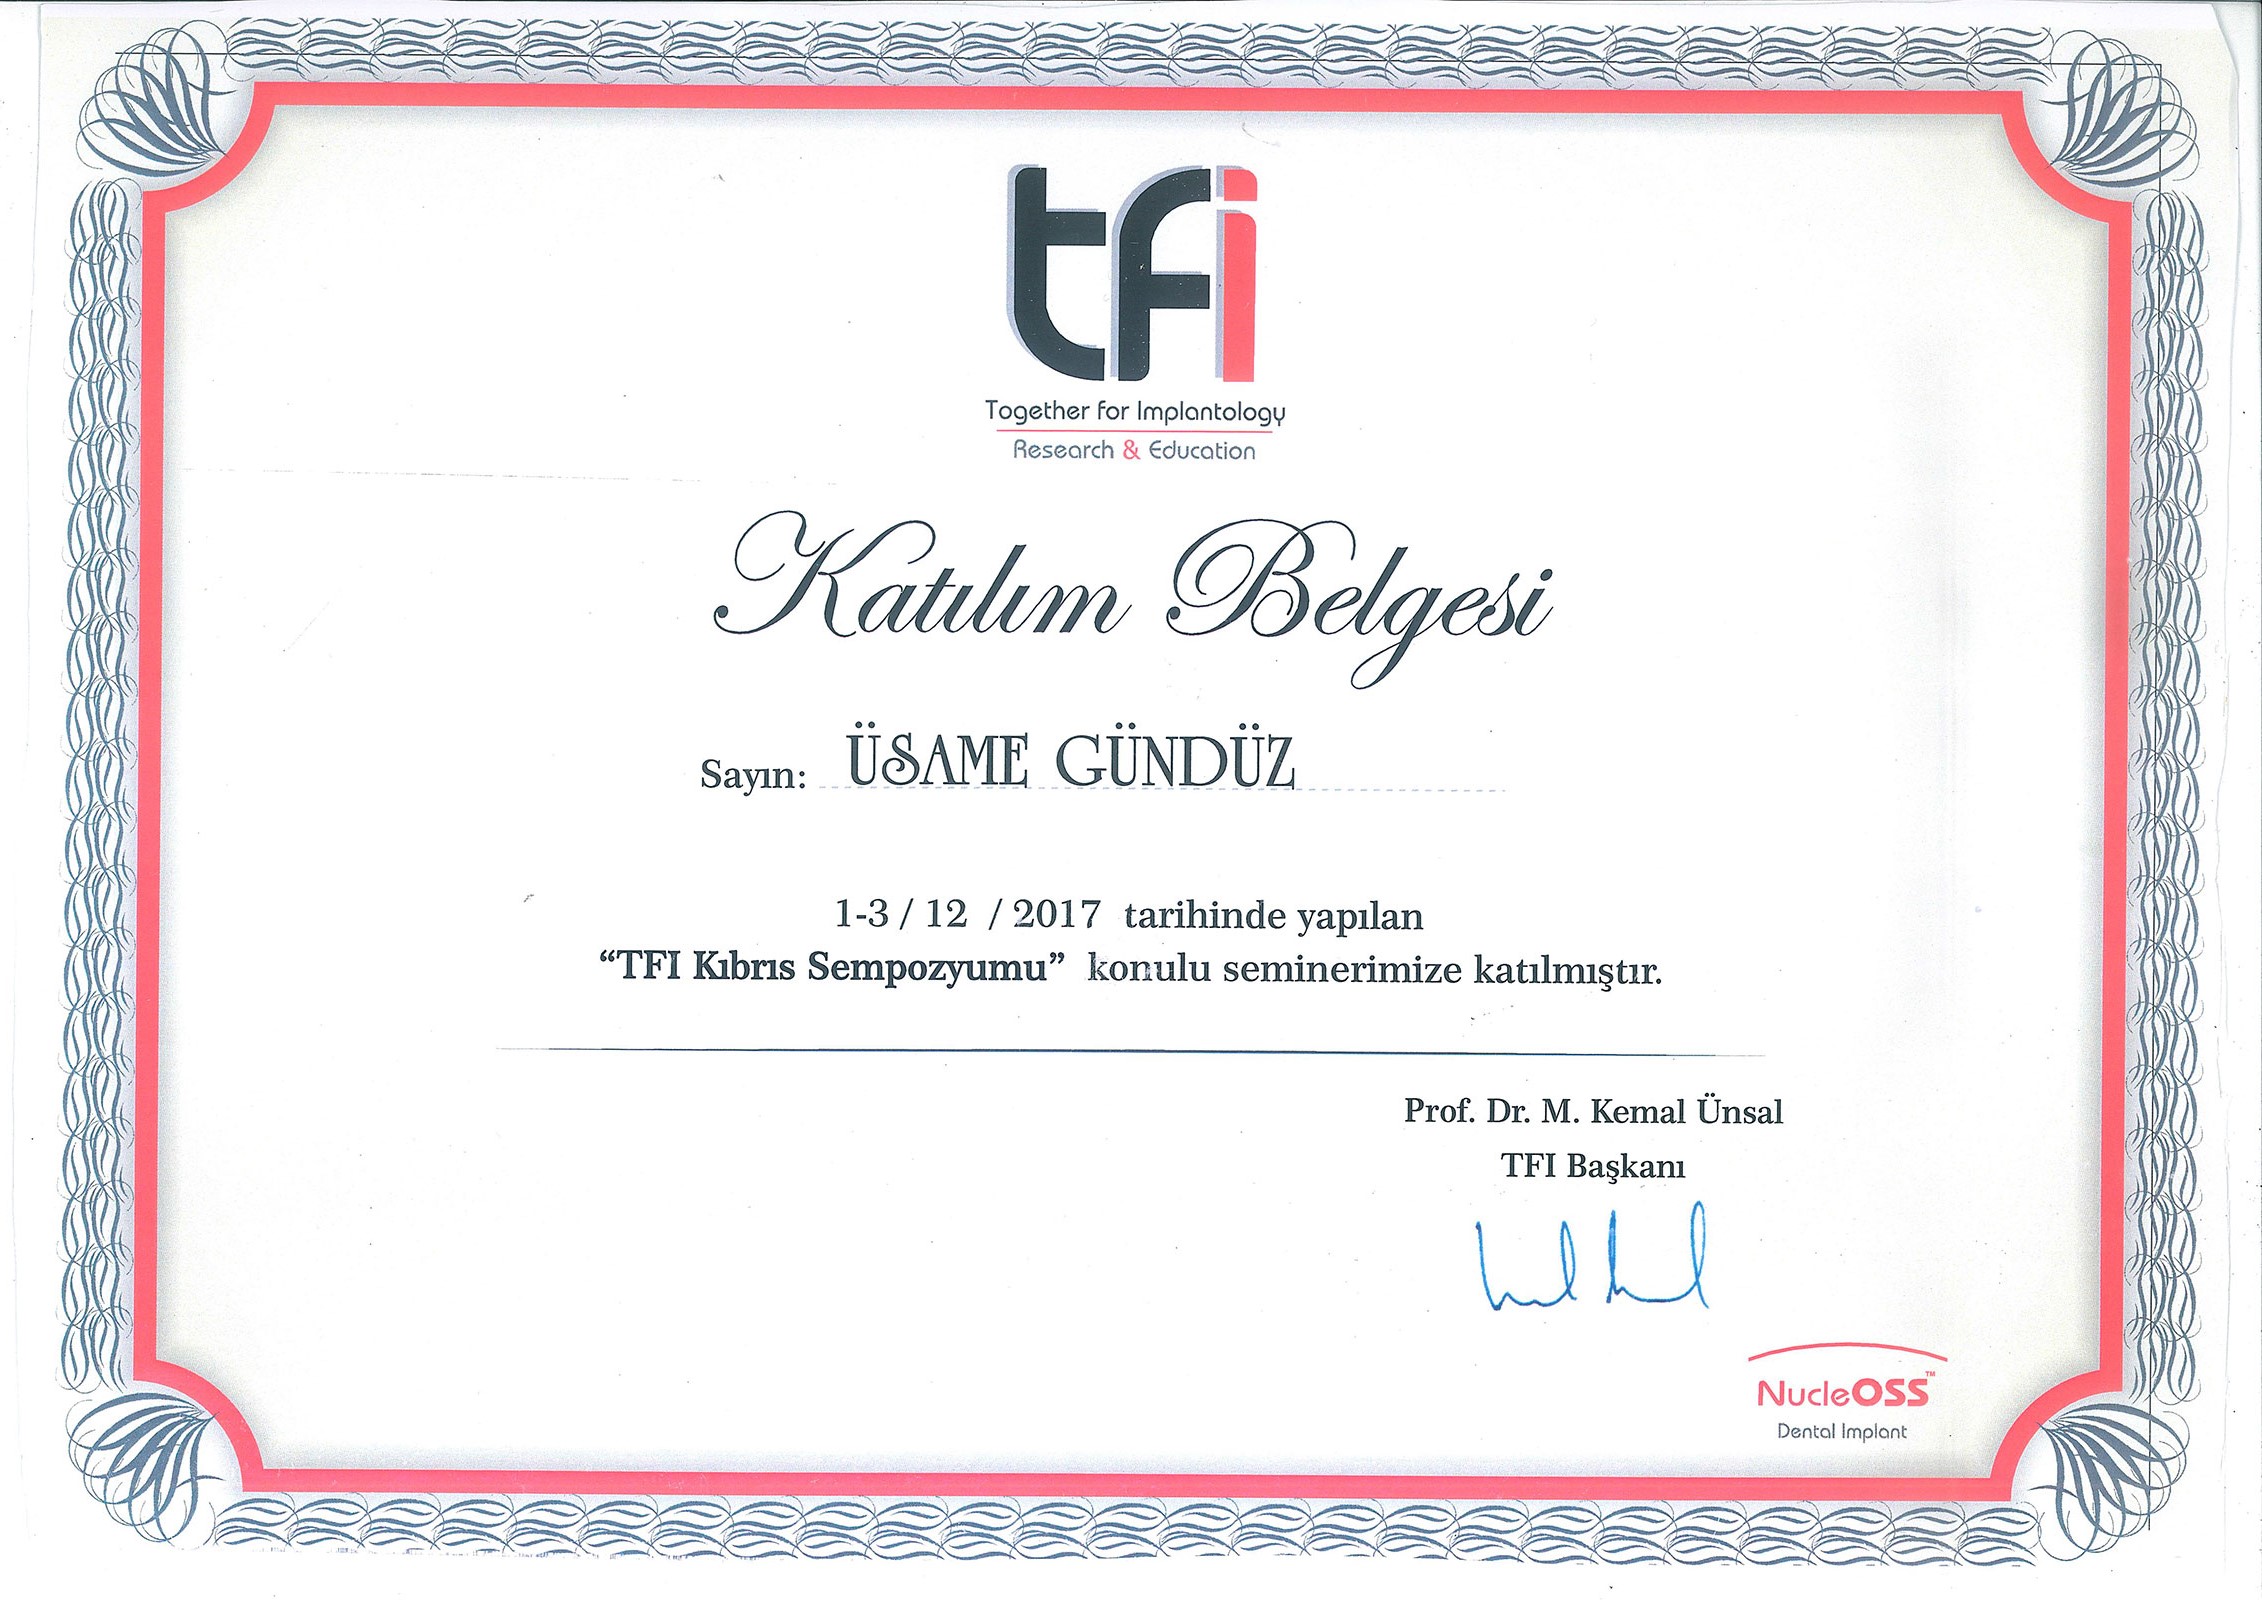 tfi
Together for Implantology
Research & Education
Katılım Belgesi
Sayın: ÜSAME GÜNDÜZ
1-3 / 12 / 2017 tarihinde yapılan
“TFI Kıbrıs Sempozyumu” konulu seminerimize katılmıştır.
Prof. Dr. M. Kemal Ünsal
TFI Başkanı
NucleOSS™
Dental Implant